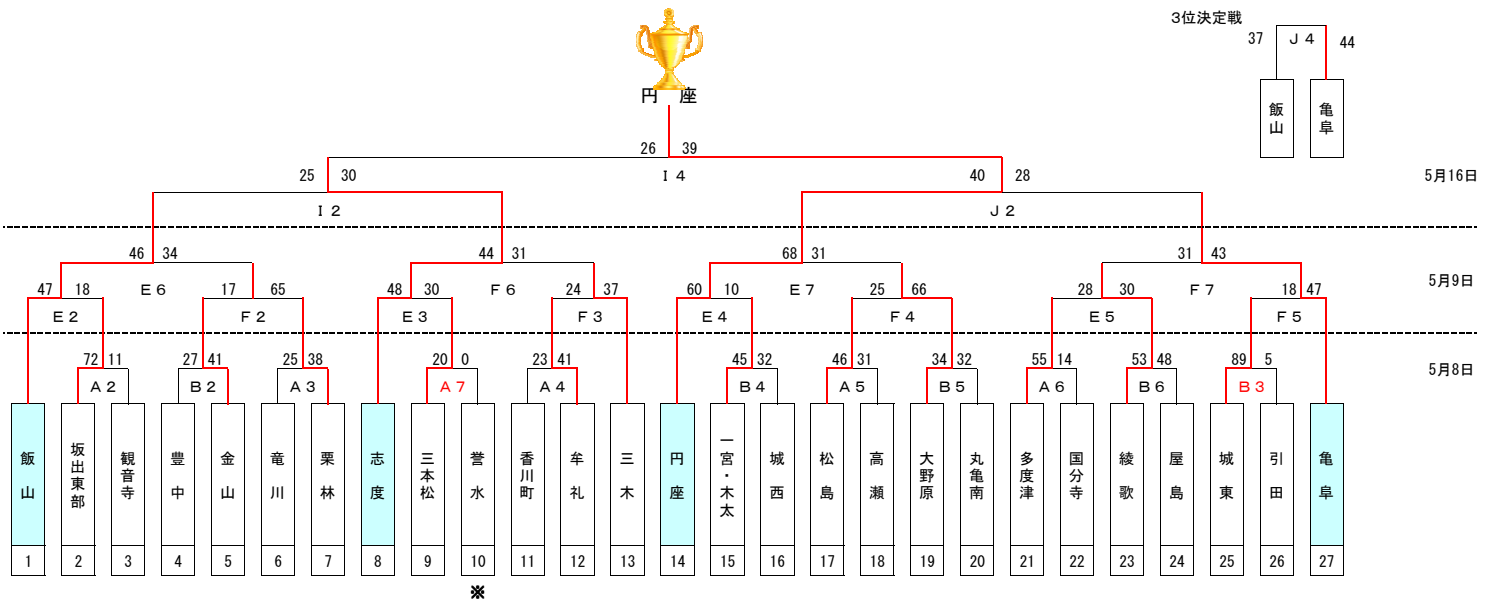 3位決定戦
37 J4 44
飯山 亀阜
円 座
26 39
I4
5月16日
25 30 40 28
I2 J2
46 34 44 31 68 31 31 43
5月9日
E6 F6 E7 F7
47 18 17 65 48 30 24 37 60 10 25 66 28 30 18 47
E2 F2 E3 F3 E4 F4 E5 F5
72 11 27 41 25 38 20 0 23 41 45 32 46 31 34 32 55 14 53 48 89 5
5月8日
A2 B2 A3 A7 A4 B4 A5 B5 A6 B6 B3
飯山 坂出東部 観音寺 豊中 金山 竜川 栗林 志度 三本松 誉水 香川町 牟礼 三木 円座 一宮・木太 城西 松島 高瀬 大野原 丸亀南 多度津 国分寺 綾歌 屋島 城東 引田 亀阜
1 2 3 4 5 6 7 8 9 10 11 12 13 14 15 16 17 18 19 20 21 22 23 24 25 26 27
※